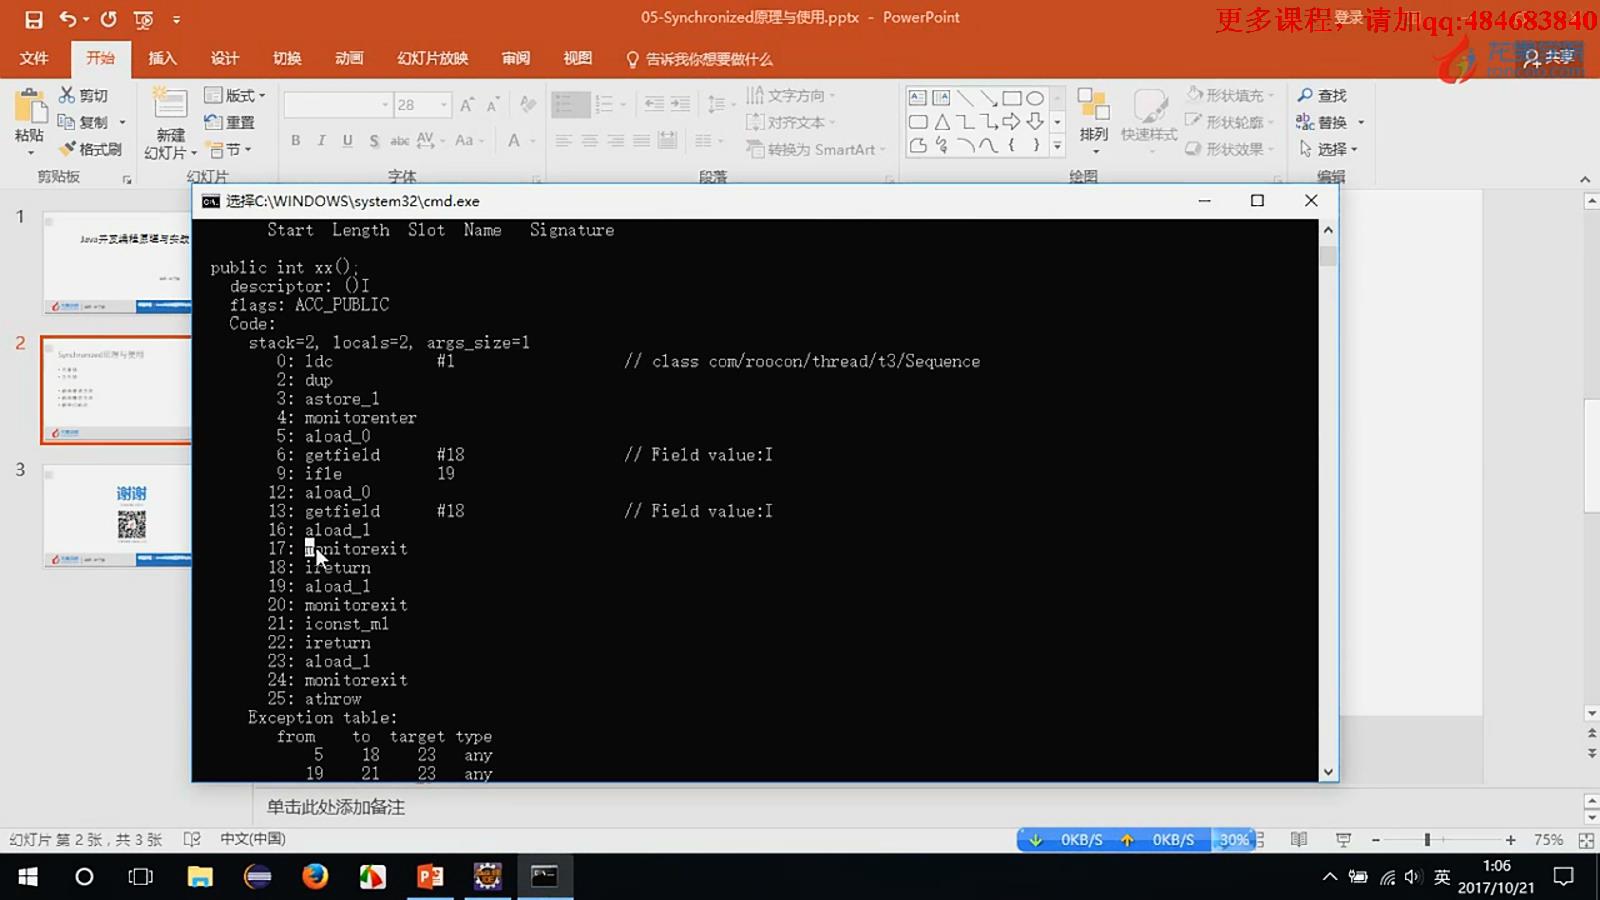 05-Synchronized原理与使用.pptx - PowerPoint
登录
更多课程，请加qq:484683840
文件 开始 插入 设计 切换 动画 幻灯片放映 审阅 视图 告诉我你想要做什么 共享
剪切
复制
格式刷
粘贴
剪贴板
新建
幻灯片
版式
重置
节
幻灯片
28
字体
文字方向
对齐文本
转换为 SmartArt
段落
排列
快速样式
形状填充
形状轮廓
形状效果
绘图
查找
替换
选择
编辑
1
2
Synchronized原理与使用
3
谢谢
选择C:\WINDOWS\system32\cmd.exe
Start Length Slot Name Signature
public int xx();
descriptor: ()I
flags: ACC_PUBLIC
Code:
stack=2, locals=2, args_size=1
0: ldc #1 // class com/roocon/thread/t3/Sequence
2: dup
3: astore_1
4: monitorenter
5: aload_0
6: getfield #18 // Field value:I
9: ifle 19
12: aload_0
13: getfield #18 // Field value:I
16: aload_1
17: monitorexit
18: ireturn
19: aload_1
20: monitorexit
21: iconst_m1
22: ireturn
23: aload_1
24: monitorexit
25: athrow
Exception table:
from to target type
5 18 23 any
19 21 23 any
单击此处添加备注
幻灯片 第 2 张，共 3 张 中文(中国)
0KB/S 0KB/S 30%
75%
英
1:06
2017/10/21